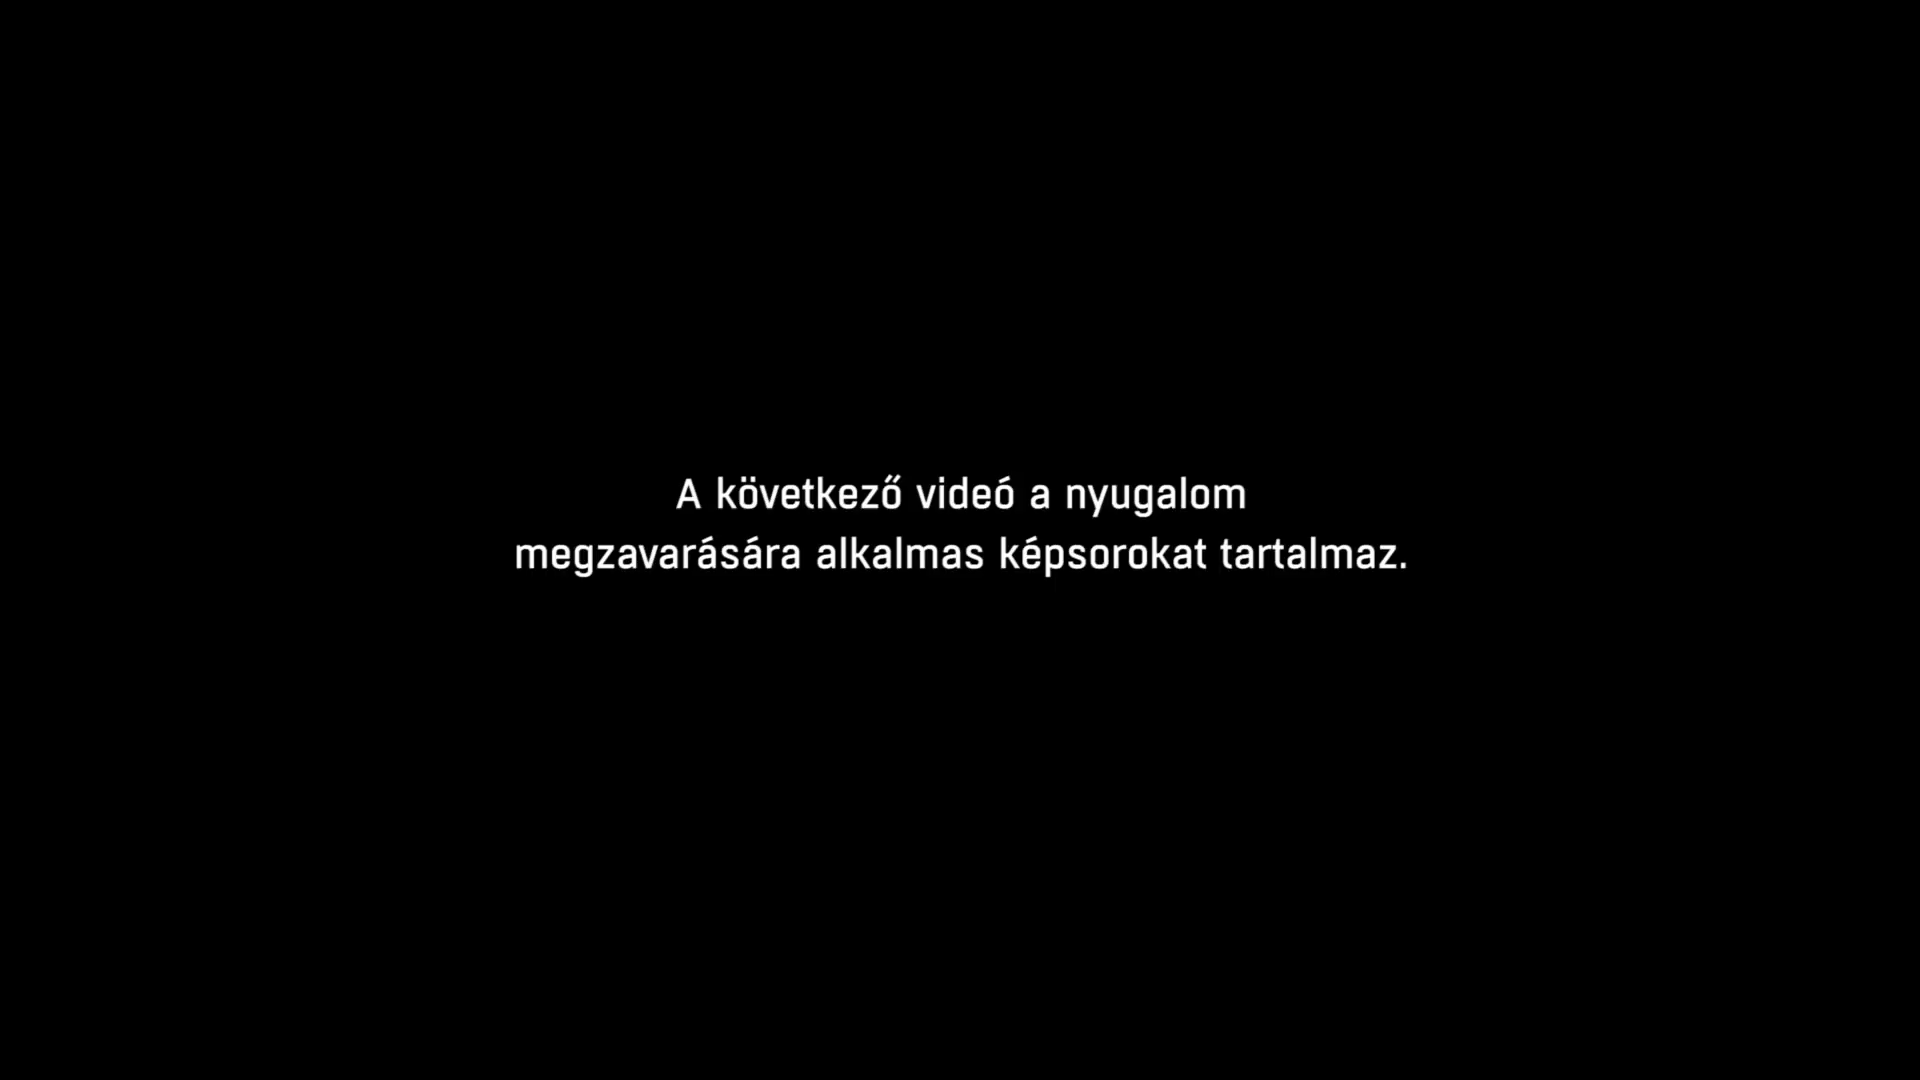 A következő videó a nyugalom
megzavarására alkalmas képsorokat tartalmaz.